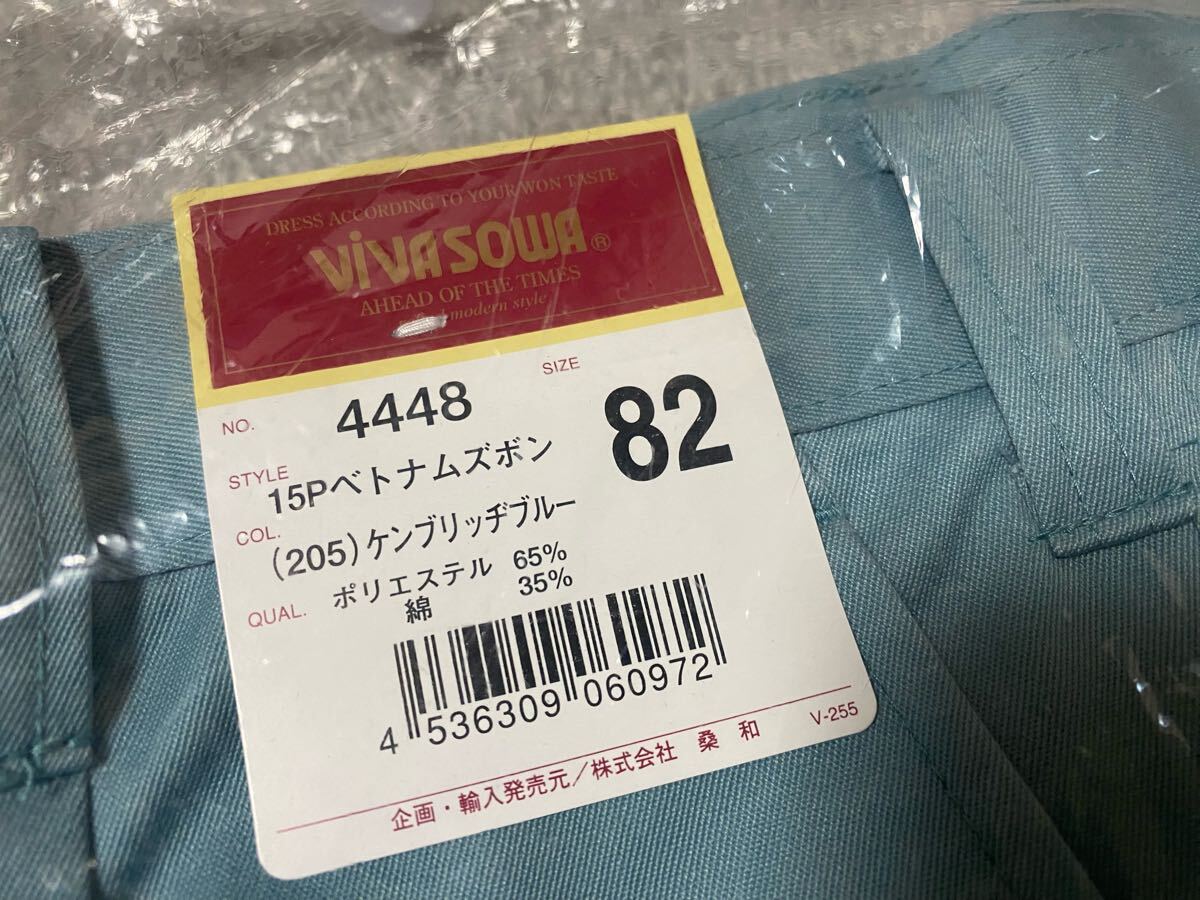 DRESS ACCORDING TO YOUR WON TASTE
ViVA SOWA®
AHEAD OF THE TIMES
modern style
NO. 4448
SIZE 82
STYLE 15Pベトナムズボン
COL. (205)ケンブリッヂブルー
QUAL. ポリエステル 65%
綿 35%
4 536309 060972
企画・輸入発売元/株式会社 桑 和 V-255